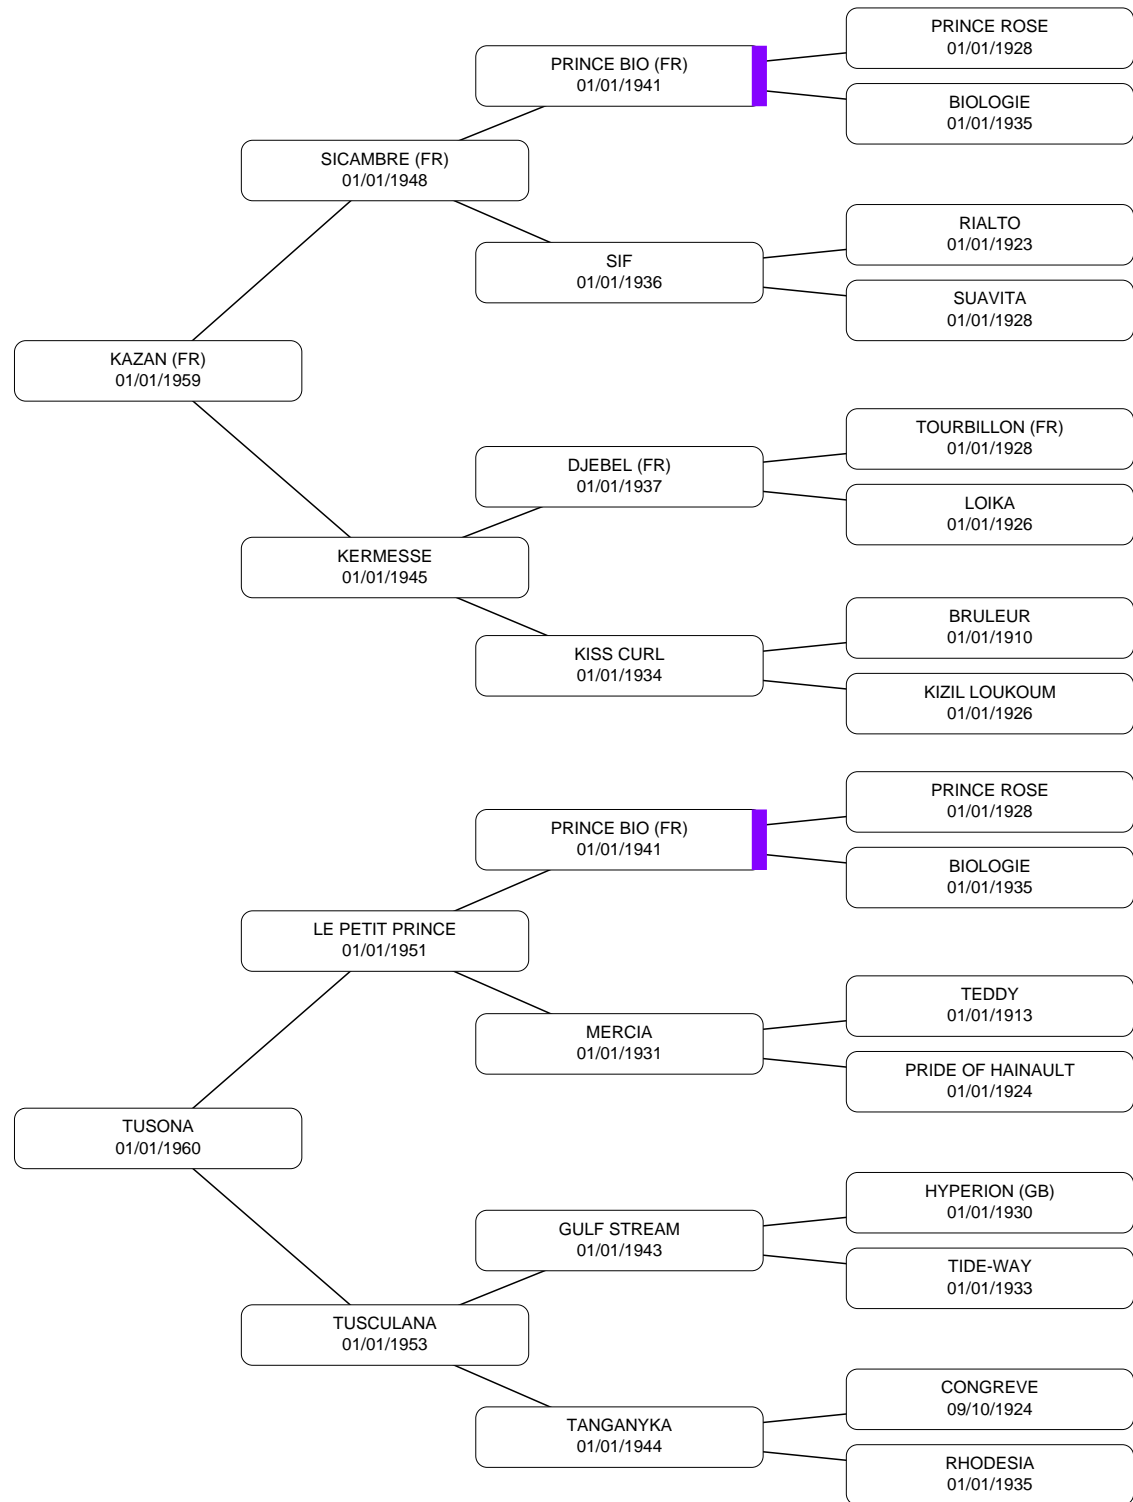 PRINCE ROSE
01/01/1928
PRINCE BIO (FR)
01/01/1941
BIOLOGIE
01/01/1935
SICAMBRE (FR)
01/01/1948
RIALTO
01/01/1923
SIF
01/01/1936
SUAVITA
01/01/1928
KAZAN (FR)
01/01/1959
TOURBILLON (FR)
01/01/1928
DJEBEL (FR)
01/01/1937
LOIKA
01/01/1926
KERMESSE
01/01/1945
BRULEUR
01/01/1910
KISS CURL
01/01/1934
KIZIL LOUKOUM
01/01/1926
PRINCE ROSE
01/01/1928
PRINCE BIO (FR)
01/01/1941
BIOLOGIE
01/01/1935
LE PETIT PRINCE
01/01/1951
TEDDY
01/01/1913
MERCIA
01/01/1931
PRIDE OF HAINAULT
01/01/1924
TUSONA
01/01/1960
HYPERION (GB)
01/01/1930
GULF STREAM
01/01/1943
TIDE-WAY
01/01/1933
TUSCULANA
01/01/1953
CONGREVE
09/10/1924
TANGANYKA
01/01/1944
RHODESIA
01/01/1935